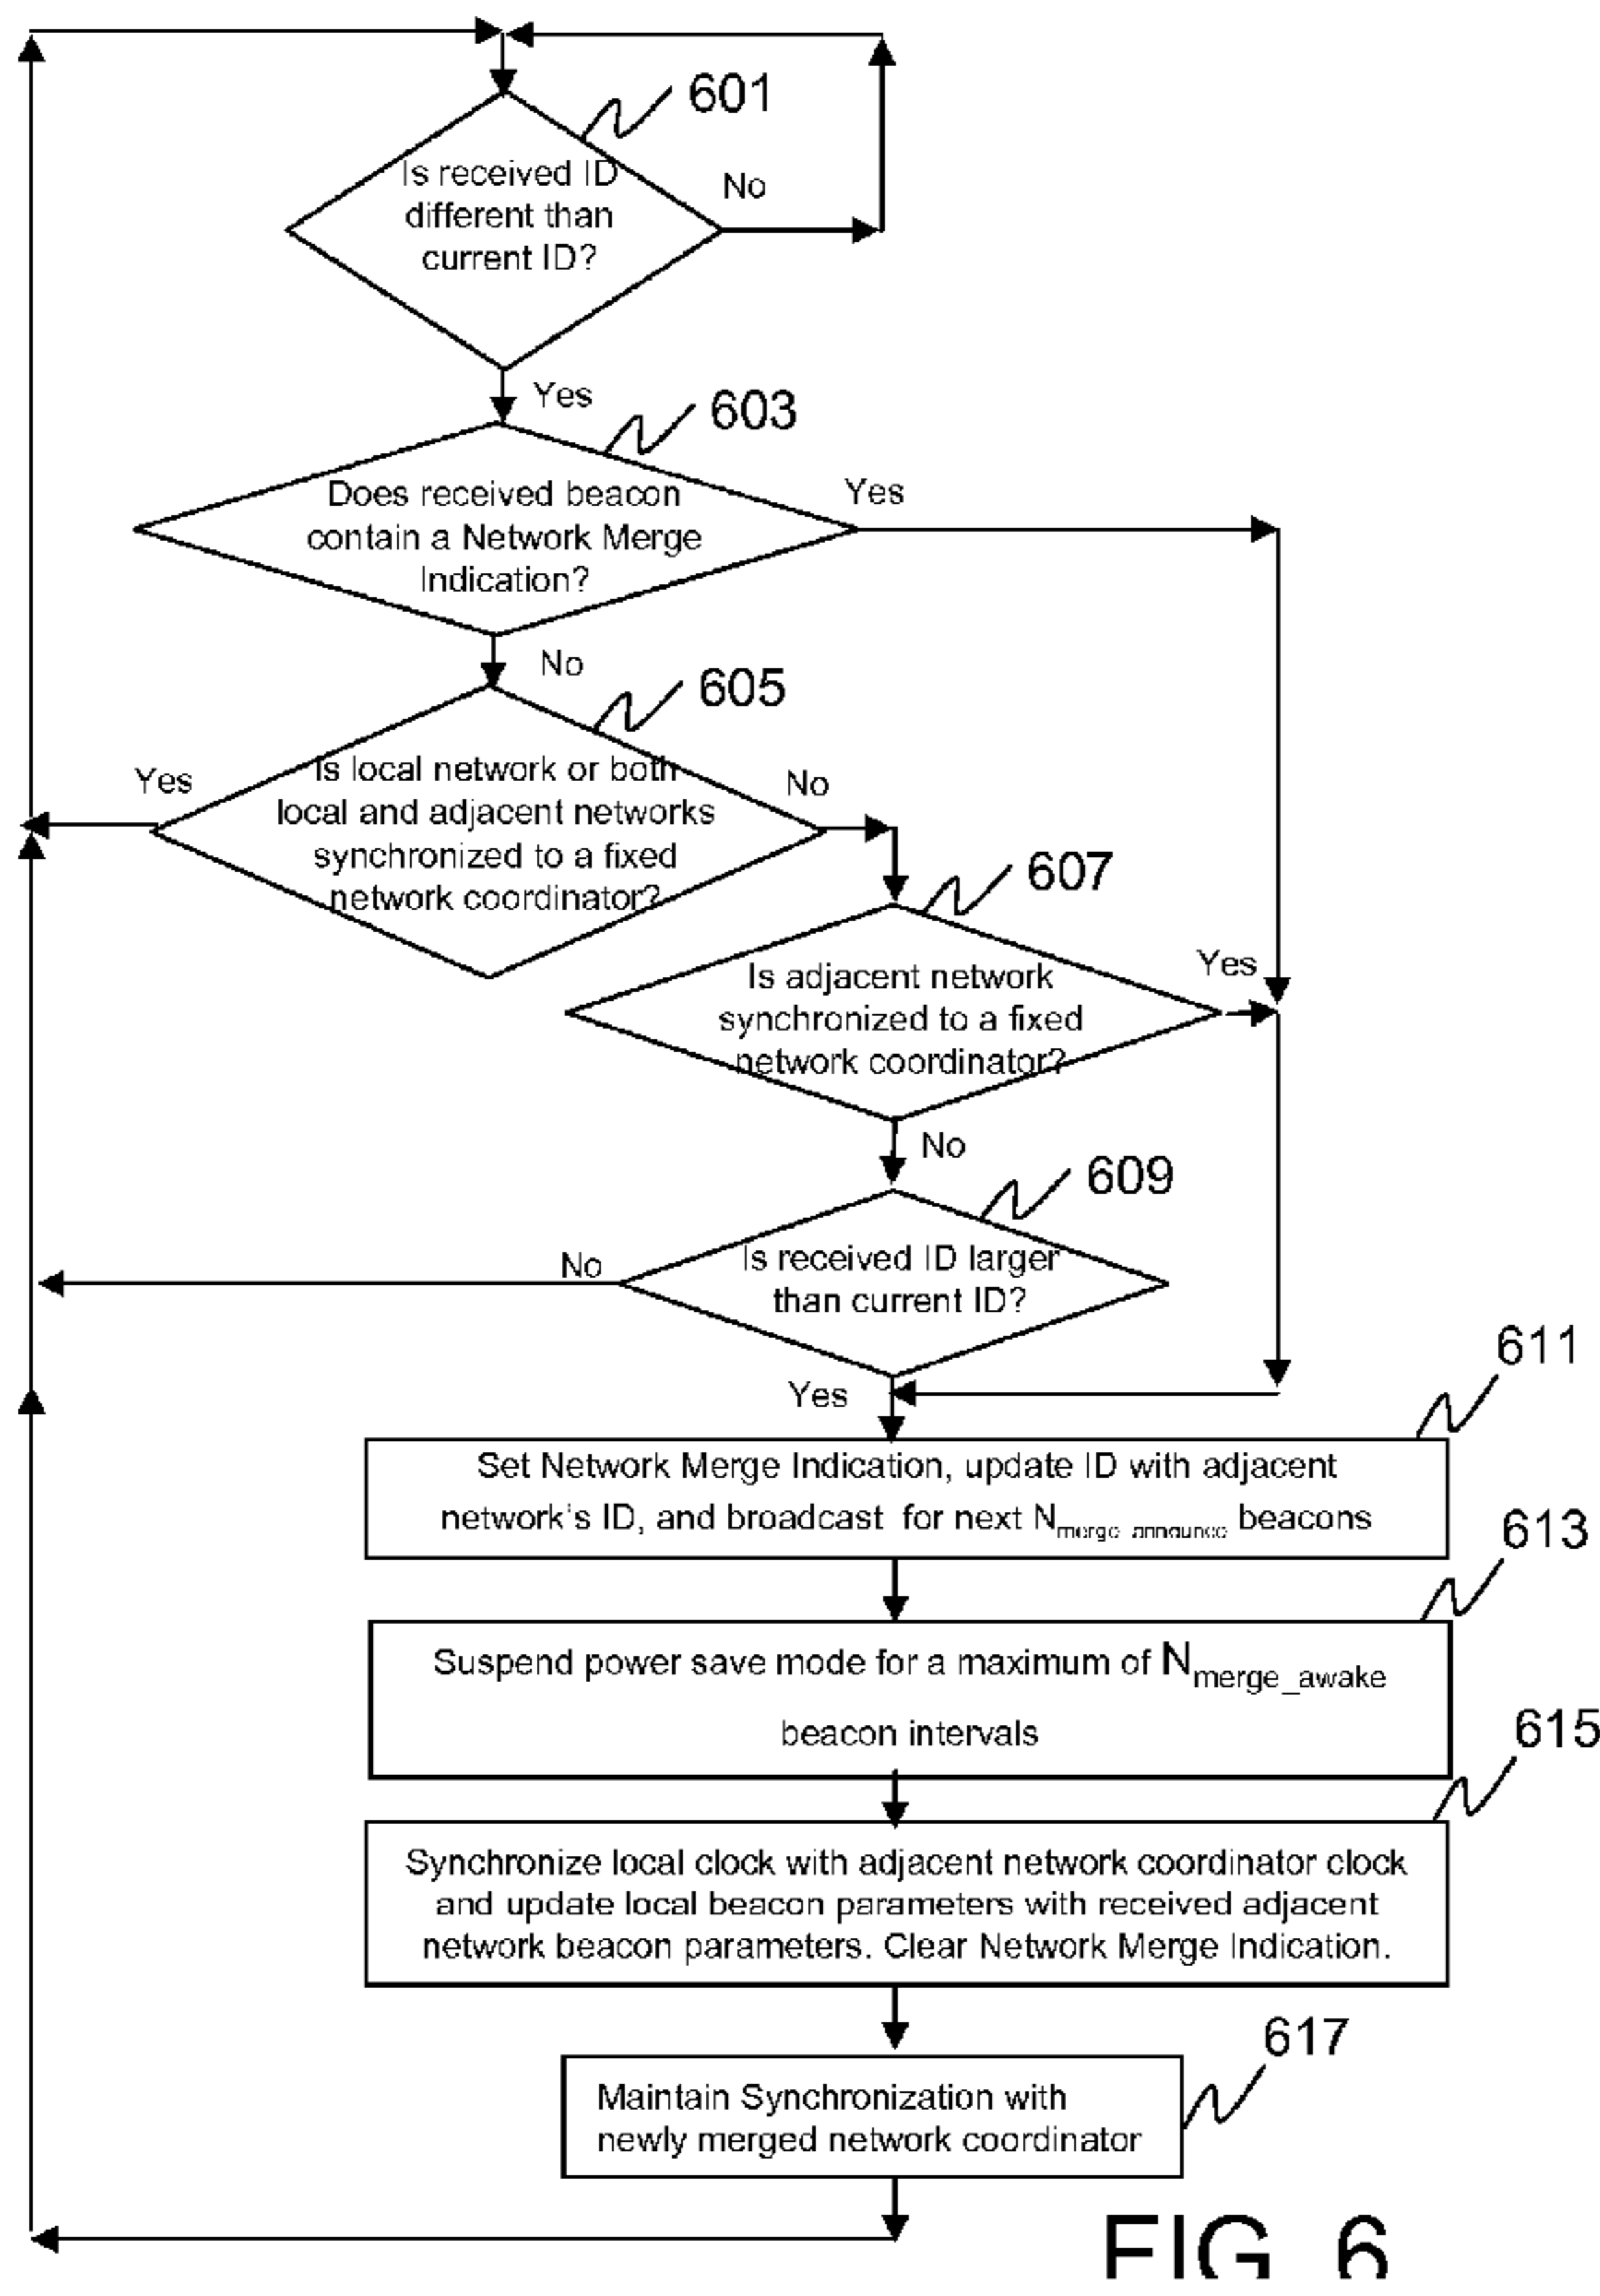 601
Is received ID
different than
current ID?
No
Yes
603
Does received beacon
contain a Network Merge
Indication?
Yes
No
605
Is local network or both
local and adjacent networks
synchronized to a fixed
network coordinator?
Yes
No
607
Is adjacent network
synchronized to a fixed
network coordinator?
Yes
No
609
Is received ID larger
than current ID?
No
Yes
611
Set Network Merge Indication, update ID with adjacent
network's ID, and broadcast for next Nmerge_announce beacons
613
Suspend power save mode for a maximum of Nmerge_awake
beacon intervals
615
Synchronize local clock with adjacent network coordinator clock
and update local beacon parameters with received adjacent
network beacon parameters. Clear Network Merge Indication.
617
Maintain Synchronization with
newly merged network coordinator
FIG. 6